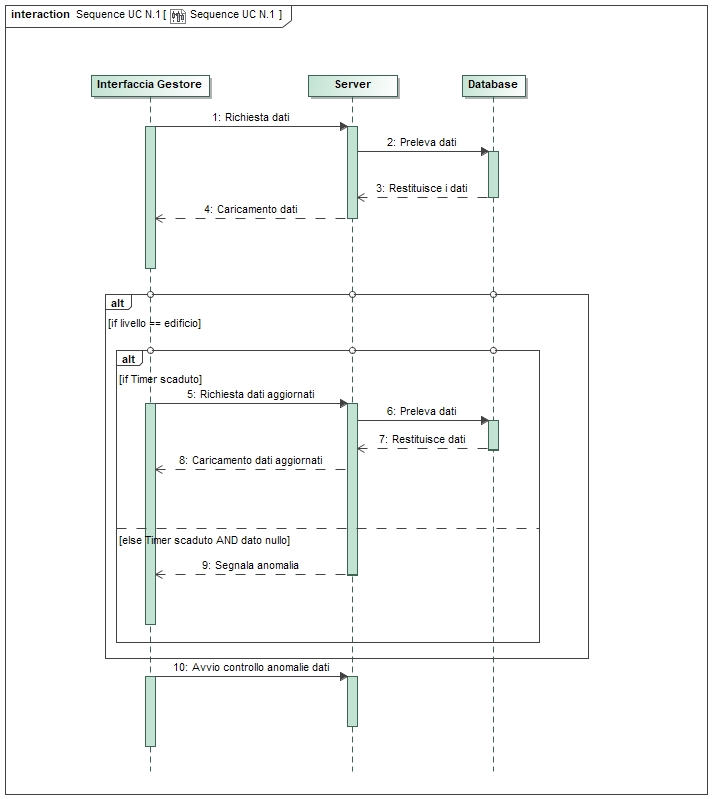 interaction Sequence UC N.1 [ Sequence UC N.1 ]
Interfaccia Gestore
Server
Database
1: Richiesta dati
2: Preleva dati
3: Restituisce i dati
4: Caricamento dati
alt
[if livello == edificio]
alt
[if Timer scaduto]
5: Richiesta dati aggiornati
6: Preleva dati
7: Restituisce dati
8: Caricamento dati aggiornati
[else Timer scaduto AND dato nullo]
9: Segnala anomalia
10: Avvio controllo anomalie dati